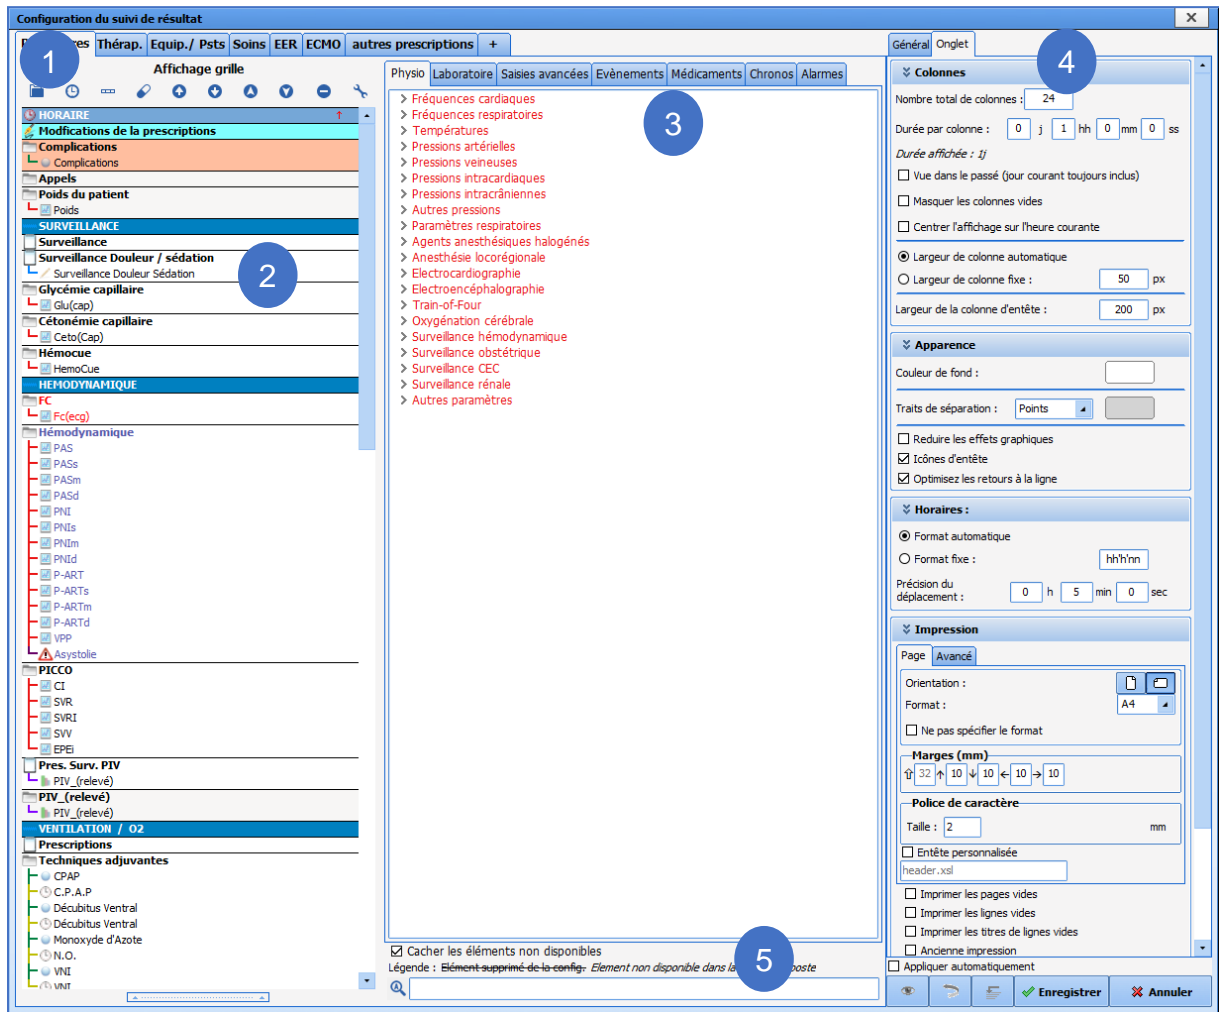 Configuration du suivi de résultat
Thérap. Equip./ Psts Soins EER ECMO autres prescriptions +
1
Affichage grille
HORAIRE
Modfications de la prescriptions
Complications
Complications
Appels
Poids du patient
Poids
SURVEILLANCE
Surveillance
Surveillance Douleur / sédation
Surveillance Douleur Sédation
2
Glycémie capillaire
Glu(cap)
Cétonémie capillaire
Ceto(Cap)
Hémocue
HemoCue
HEMODYNAMIQUE
FC
Fc(ecg)
Hémodynamique
PAS
PASs
PASm
PASd
PNI
PNIs
PNIm
PNId
P-ART
P-ARTs
P-ARTm
P-ARTd
VPP
Asystolie
PICCO
CI
SVR
SVRI
SVV
EPEi
Pres. Surv. PIV
PIV_(relevé)
PIV_(relevé)
PIV_(relevé)
VENTILATION / O2
Prescriptions
Techniques adjuvantes
CPAP
C.P.A.P
Décubitus Ventral
Décubitus Ventral
Monoxyde d'Azote
N.O.
VNI
VNI
Physio Laboratoire Saisies avancées Evènements Médicaments Chronos Alarmes
3
Fréquences cardiaques
Fréquences respiratoires
Températures
Pressions artérielles
Pressions veineuses
Pressions intracardiaques
Pressions intracrâniennes
Autres pressions
Paramètres respiratoires
Agents anesthésiques halogénés
Anesthésie locorégionale
Electrocardiographie
Electroencéphalographie
Train-of-Four
Oxygénation cérébrale
Surveillance hémodynamique
Surveillance obstétrique
Surveillance CEC
Surveillance rénale
Autres paramètres
Cacher les éléments non disponibles
Légende : Elément supprimé de la config. Element non disponible dans la
5
Général Onglet
4
Colonnes
Nombre total de colonnes : 24
Durée par colonne : 0 j 1 hh 0 mm 0 ss
Durée affichée : 1j
Vue dans le passé (jour courant toujours inclus)
Masquer les colonnes vides
Centrer l'affichage sur l'heure courante
Largeur de colonne automatique
Largeur de colonne fixe : 50 px
Largeur de la colonne d'entête : 200 px
Apparence
Couleur de fond :
Traits de séparation : Points
Reduire les effets graphiques
Icônes d'entête
Optimisez les retours à la ligne
Horaires :
Format automatique
Format fixe : hh'h'nn
Précision du
déplacement : 0 h 5 min 0 sec
Impression
Page Avancé
Orientation :
Format : A4
Ne pas spécifier le format
Marges (mm)
32 10 10 10 10
Police de caractère
Taille : 2 mm
Entête personnalisée
header.xsl
Imprimer les pages vides
Imprimer les lignes vides
Imprimer les titres de lignes vides
Ancienne impression
Appliquer automatiquement
Enregistrer Annuler